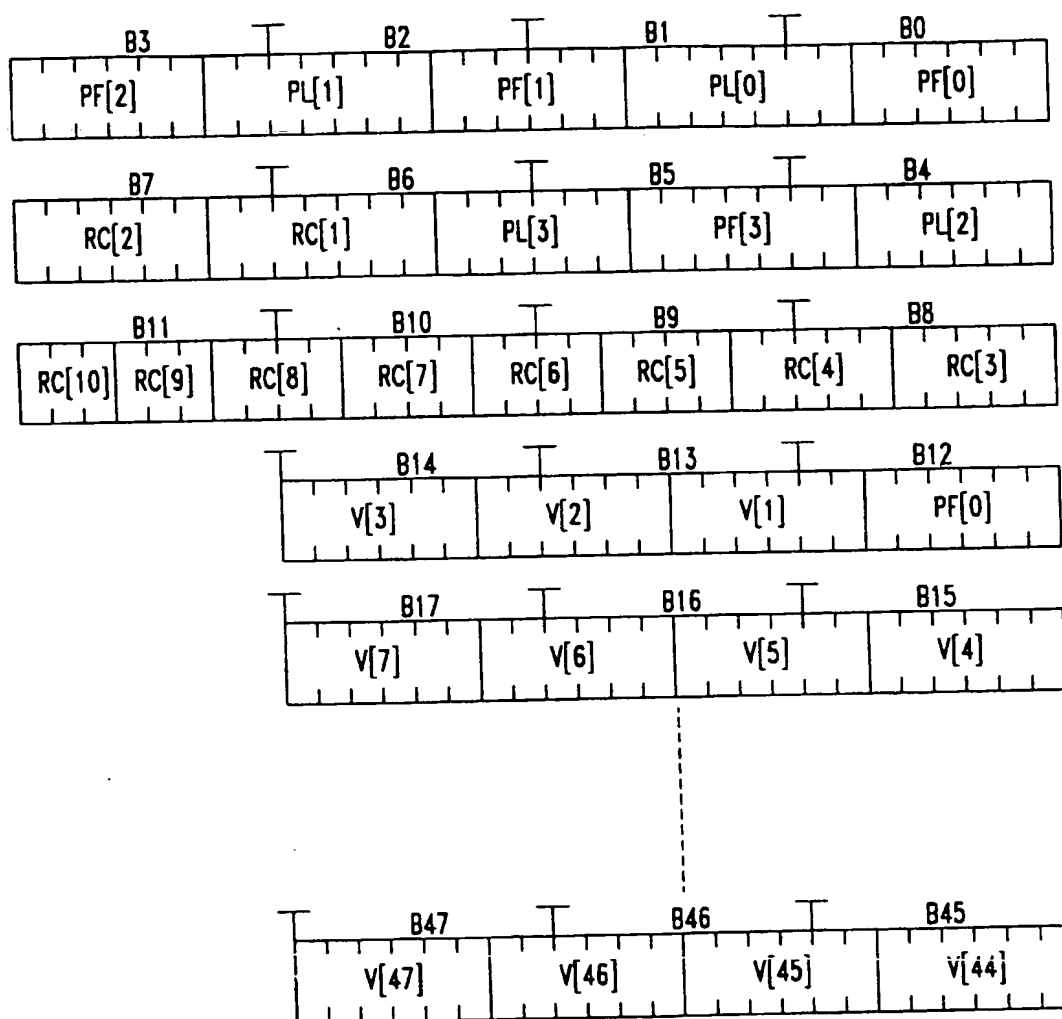 B3 B2 B1 B0
PF[2] PL[1] PF[1] PL[0] PF[0]
B7 B6 B5 B4
RC[2] RC[1] PL[3] PF[3] PL[2]
B11 B10 B9 B8
RC[10] RC[9] RC[8] RC[7] RC[6] RC[5] RC[4] RC[3]
B14 B13 B12
V[3] V[2] V[1] PF[0]
B17 B16 B15
V[7] V[6] V[5] V[4]
B47 B46 B45
V[47] V[46] V[45] V[44]